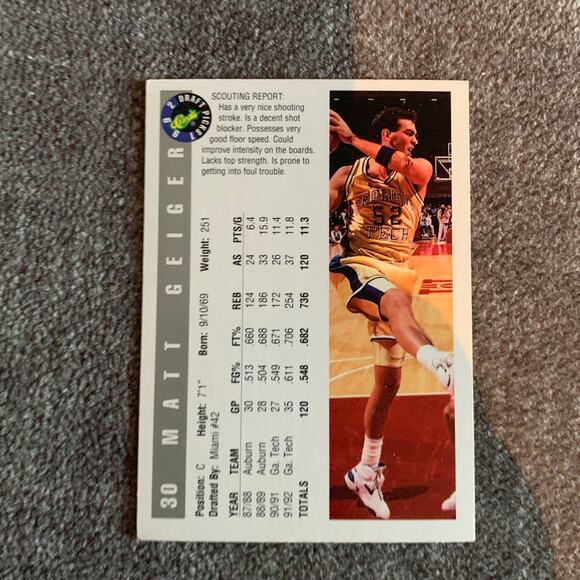 30 MATT GEIGER
Position: C Height: 7'1" Born: 9/10/69 Weight: 251
Drafted By: Miami #42
YEAR TEAM GP FG% FT% REB AS PTS/G
87/88 Auburn 30 .513 .660 124 24 6.4
88/89 Auburn 28 .504 .688 186 33 15.9
90/91 Ga. Tech 27 .549 .671 172 26 11.4
91/92 Ga. Tech 35 .611 .706 254 37 11.8
TOTALS 120 .548 .682 736 120 11.3
1992 DRAFT PICKS
Classic
SCOUTING REPORT:
Has a very nice shooting
stroke. Is a decent shot
blocker. Possesses very
good floor speed. Could
improve intensity on the boards.
Lacks top strength. Is prone to
getting into foul trouble.
GEORGIA
52
TECH